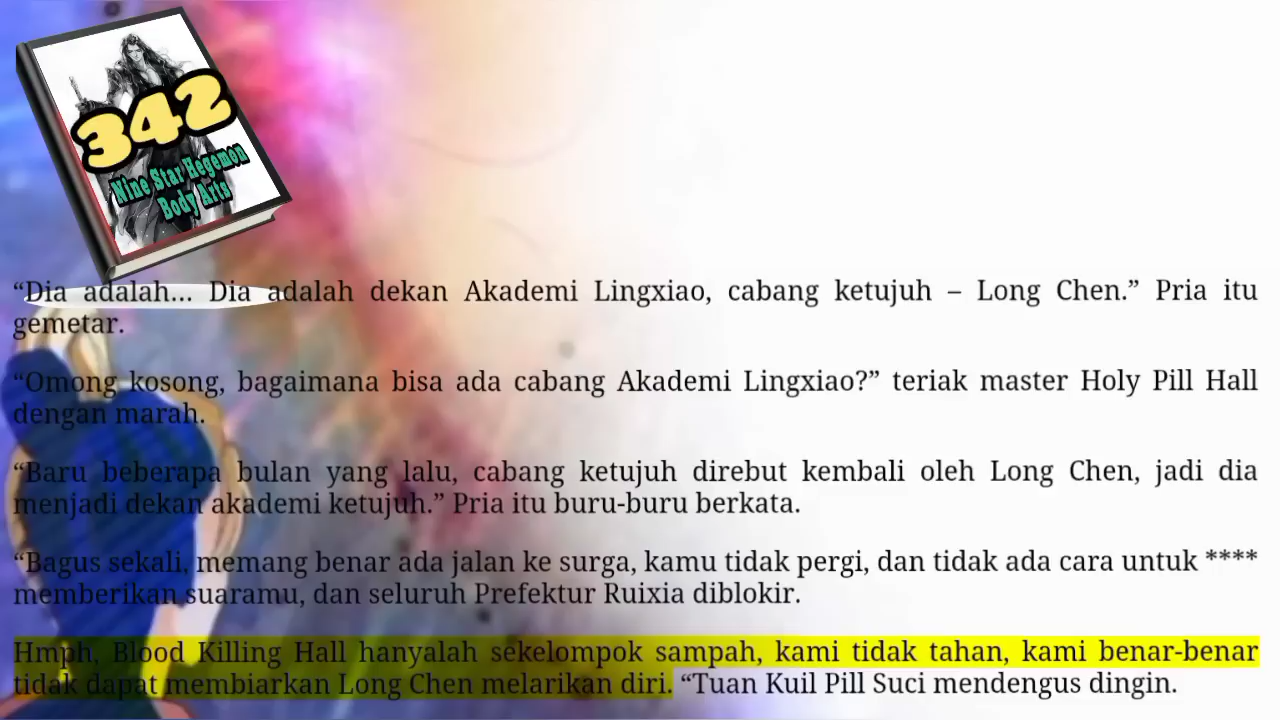 342
Nine Star Hegemon
Body Arts
“Dia adalah... Dia adalah dekan Akademi Lingxiao, cabang ketujuh – Long Chen.” Pria itu
gemetar.
“Omong kosong, bagaimana bisa ada cabang Akademi Lingxiao?” teriak master Holy Pill Hall
dengan marah.
“Baru beberapa bulan yang lalu, cabang ketujuh direbut kembali oleh Long Chen, jadi dia
menjadi dekan akademi ketujuh.” Pria itu buru-buru berkata.
“Bagus sekali, memang benar ada jalan ke surga, kamu tidak pergi, dan tidak ada cara untuk ****
memberikan suaramu, dan seluruh Prefektur Ruixia diblokir.
Hmph, Blood Killing Hall hanyalah sekelompok sampah, kami tidak tahan, kami benar-benar
tidak dapat membiarkan Long Chen melarikan diri. “Tuan Kuil Pill Suci mendengus dingin.